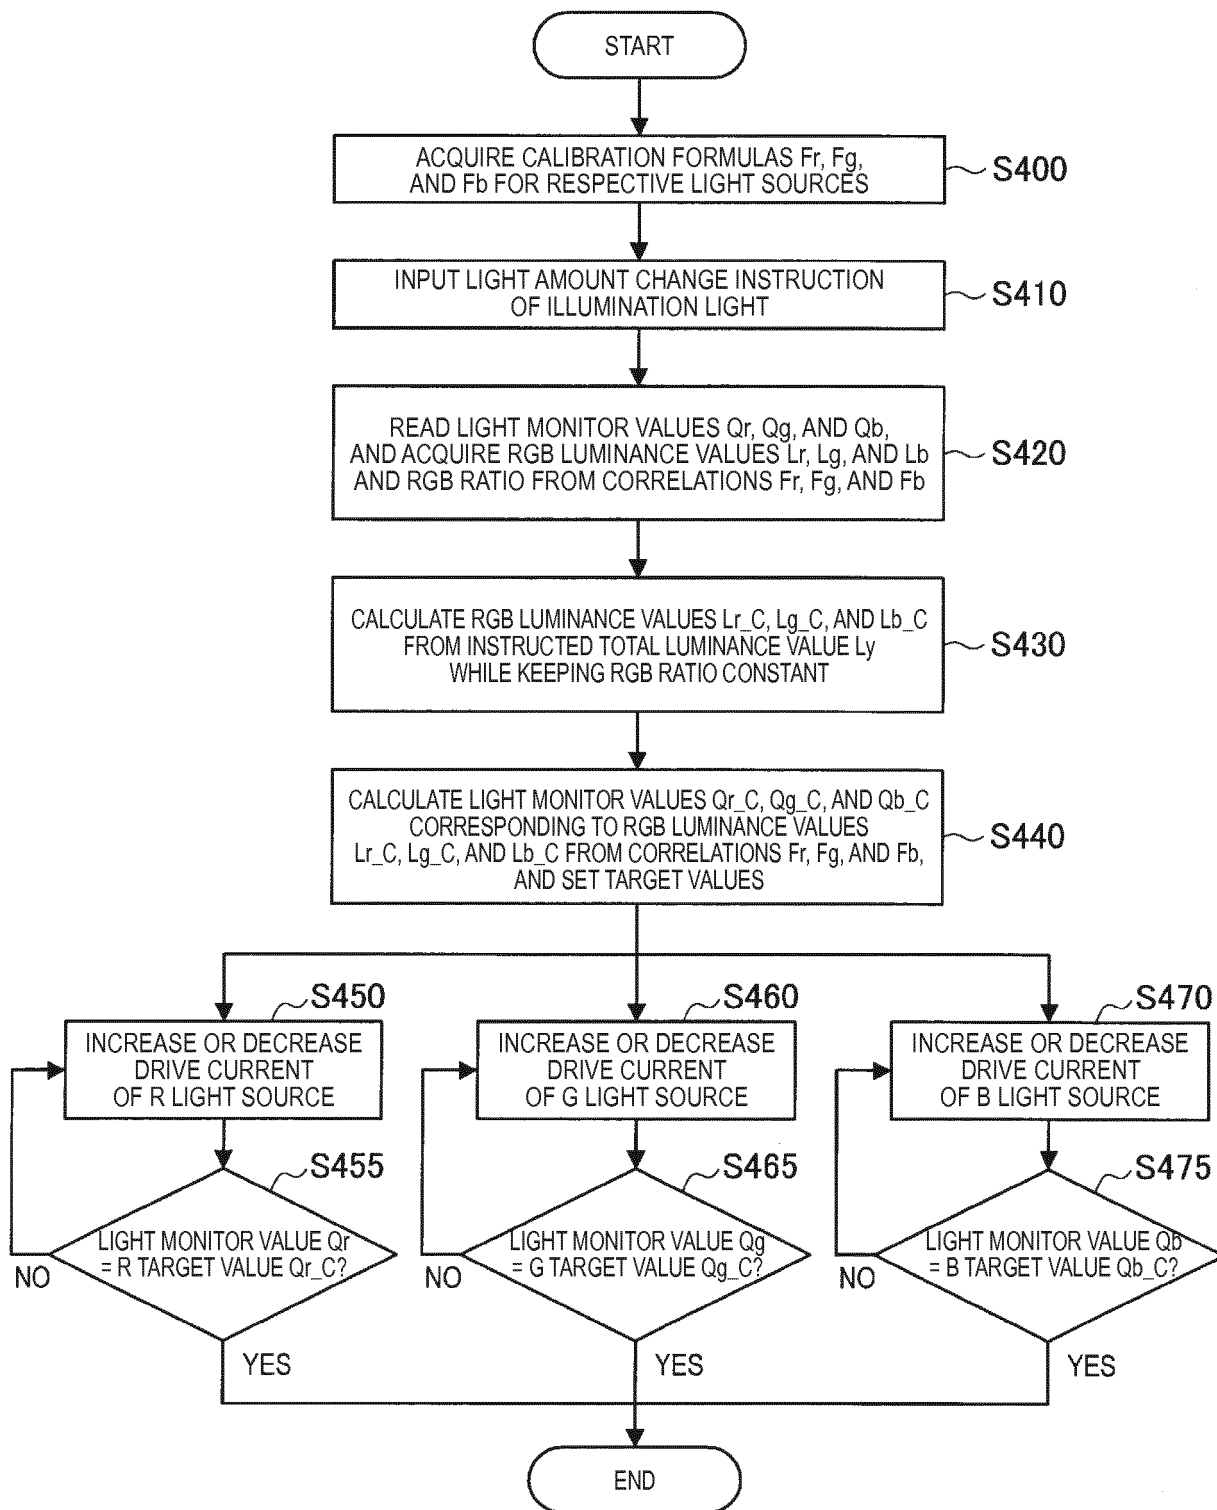 START
ACQUIRE CALIBRATION FORMULAS Fr, Fg,
AND Fb FOR RESPECTIVE LIGHT SOURCES
S400
INPUT LIGHT AMOUNT CHANGE INSTRUCTION
OF ILLUMINATION LIGHT
S410
READ LIGHT MONITOR VALUES Qr, Qg, AND Qb,
AND ACQUIRE RGB LUMINANCE VALUES Lr, Lg, AND Lb
AND RGB RATIO FROM CORRELATIONS Fr, Fg, AND Fb
S420
CALCULATE RGB LUMINANCE VALUES Lr_C, Lg_C, AND Lb_C
FROM INSTRUCTED TOTAL LUMINANCE VALUE Ly
WHILE KEEPING RGB RATIO CONSTANT
S430
CALCULATE LIGHT MONITOR VALUES Qr_C, Qg_C, AND Qb_C
CORRESPONDING TO RGB LUMINANCE VALUES
Lr_C, Lg_C, AND Lb_C FROM CORRELATIONS Fr, Fg, AND Fb,
AND SET TARGET VALUES
S440
S450
INCREASE OR DECREASE
DRIVE CURRENT
OF R LIGHT SOURCE
S455
LIGHT MONITOR VALUE Qr
= R TARGET VALUE Qr_C?
NO
YES
S460
INCREASE OR DECREASE
DRIVE CURRENT
OF G LIGHT SOURCE
S465
LIGHT MONITOR VALUE Qg
= G TARGET VALUE Qg_C?
NO
YES
S470
INCREASE OR DECREASE
DRIVE CURRENT
OF B LIGHT SOURCE
S475
LIGHT MONITOR VALUE Qb
= B TARGET VALUE Qb_C?
NO
YES
END